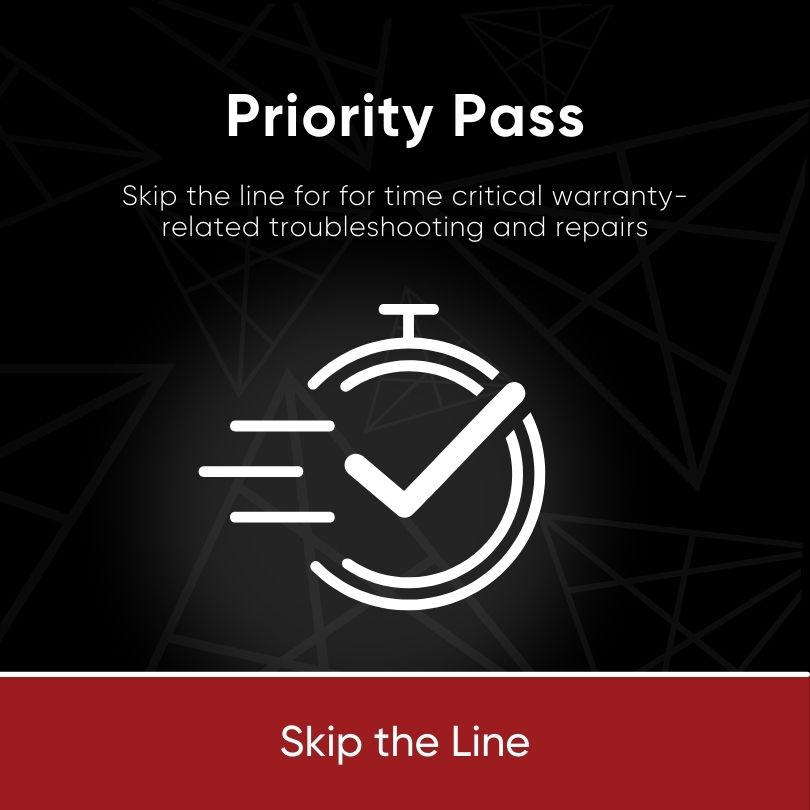 Priority Pass
Skip the line for for time critical warranty-
related troubleshooting and repairs
Skip the Line